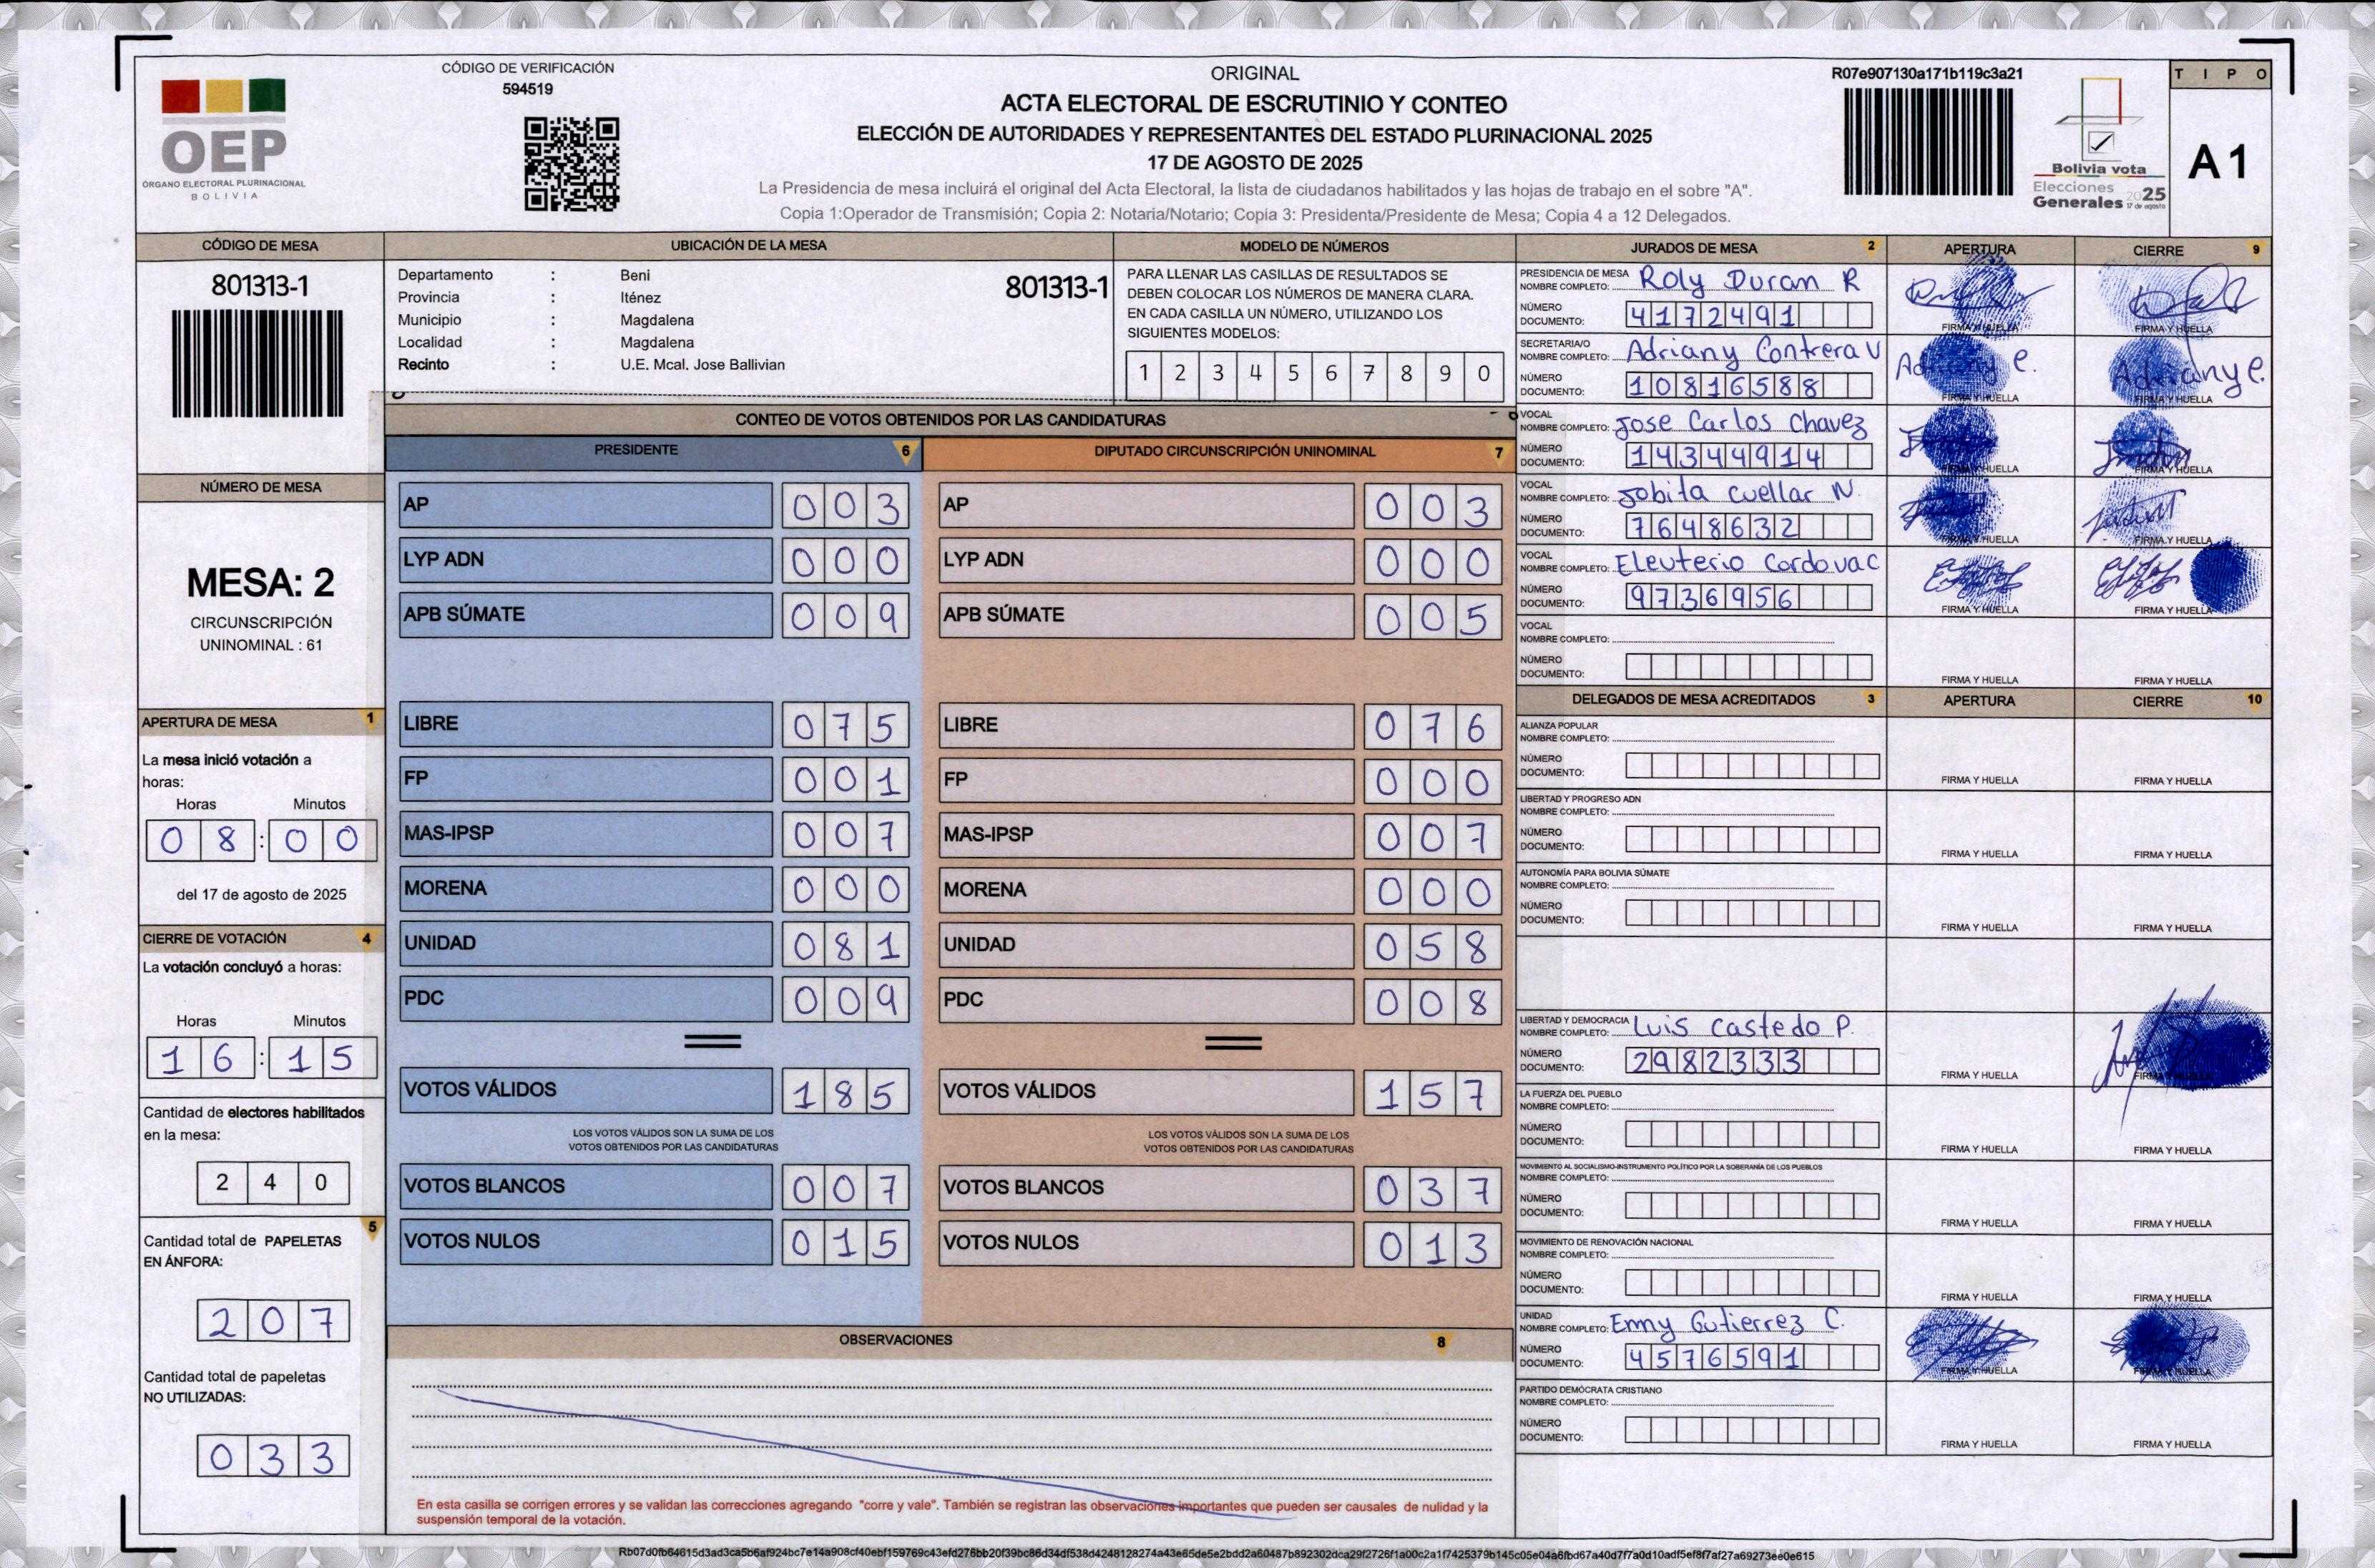 CÓDIGO DE VERIFICACIÓN
594519
OEP
ÓRGANO ELECTORAL PLURINACIONAL
BOLIVIA
ORIGINAL
ACTA ELECTORAL DE ESCRUTINIO Y CONTEO
ELECCIÓN DE AUTORIDADES Y REPRESENTANTES DEL ESTADO PLURINACIONAL 2025
17 DE AGOSTO DE 2025
La Presidencia de mesa incluirá el original del Acta Electoral, la lista de ciudadanos habilitados y las hojas de trabajo en el sobre "A".
Copia 1:Operador de Transmisión; Copia 2: Notaria/Notario; Copia 3: Presidenta/Presidente de Mesa; Copia 4 a 12 Delegados.
R07e907130a171b119c3a21
Bolivia vota
Elecciones
Generales 2025
17 de agosto
TIPO
A1
CÓDIGO DE MESA
801313-1
UBICACIÓN DE LA MESA
Departamento : Beni
Provincia : Iténez
Municipio : Magdalena
Localidad : Magdalena
Recinto : U.E. Mcal. Jose Ballivian
801313-1
MODELO DE NÚMEROS
PARA LLENAR LAS CASILLAS DE RESULTADOS SE
DEBEN COLOCAR LOS NÚMEROS DE MANERA CLARA.
EN CADA CASILLA UN NÚMERO, UTILIZANDO LOS
SIGUIENTES MODELOS:
1 2 3 4 5 6 7 8 9 0
NÚMERO DE MESA
MESA: 2
CIRCUNSCRIPCIÓN
UNINOMINAL : 61
APERTURA DE MESA 1
La mesa inició votación a
horas:
Horas Minutos
08:00
del 17 de agosto de 2025
CIERRE DE VOTACIÓN 4
La votación concluyó a horas:
Horas Minutos
16:15
Cantidad de electores habilitados
en la mesa:
240
5
Cantidad total de PAPELETAS
EN ÁNFORA:
207
Cantidad total de papeletas
NO UTILIZADAS:
033
CONTEO DE VOTOS OBTENIDOS POR LAS CANDIDATURAS
PRESIDENTE 6
AP 003
LYP ADN 000
APB SÚMATE 009
LIBRE 075
FP 001
MAS-IPSP 007
MORENA 000
UNIDAD 081
PDC 009
VOTOS VÁLIDOS 185
LOS VOTOS VÁLIDOS SON LA SUMA DE LOS
VOTOS OBTENIDOS POR LAS CANDIDATURAS
VOTOS BLANCOS 007
VOTOS NULOS 015
DIPUTADO CIRCUNSCRIPCIÓN UNINOMINAL 7
AP 003
LYP ADN 000
APB SÚMATE 005
LIBRE 076
FP 000
MAS-IPSP 007
MORENA 000
UNIDAD 058
PDC 008
VOTOS VÁLIDOS 157
LOS VOTOS VÁLIDOS SON LA SUMA DE LOS
VOTOS OBTENIDOS POR LAS CANDIDATURAS
VOTOS BLANCOS 037
VOTOS NULOS 013
OBSERVACIONES 8
En esta casilla se corrigen errores y se validan las correcciones agregando "corre y vale". También se registran las observaciones importantes que pueden ser causales de nulidad y la
suspensión temporal de la votación.
JURADOS DE MESA 2 APERTURA CIERRE 9
PRESIDENCIA DE MESA
NOMBRE COMPLETO: Roly Duran R
NÚMERO
DOCUMENTO: 4172491
FIRMA Y HUELLA FIRMA Y HUELLA
SECRETARIA/O
NOMBRE COMPLETO: Adriany Contrera V
NÚMERO
DOCUMENTO: 10816588
Adriany C. Adriany C.
FIRMA Y HUELLA FIRMA Y HUELLA
VOCAL
NOMBRE COMPLETO: Jose Carlos Chavez
NÚMERO
DOCUMENTO: 14344914
FIRMA Y HUELLA FIRMA Y HUELLA
VOCAL
NOMBRE COMPLETO: Jobita Cuellar N.
NÚMERO
DOCUMENTO: 7648632
FIRMA Y HUELLA FIRMA Y HUELLA
VOCAL
NOMBRE COMPLETO: Eleuterio Cordova C
NÚMERO
DOCUMENTO: 9736956
FIRMA Y HUELLA FIRMA Y HUELLA
VOCAL
NOMBRE COMPLETO:
NÚMERO
DOCUMENTO:
FIRMA Y HUELLA FIRMA Y HUELLA
DELEGADOS DE MESA ACREDITADOS 3 APERTURA CIERRE 10
ALIANZA POPULAR
NOMBRE COMPLETO:
NÚMERO
DOCUMENTO:
FIRMA Y HUELLA FIRMA Y HUELLA
LIBERTAD Y PROGRESO ADN
NOMBRE COMPLETO:
NÚMERO
DOCUMENTO:
FIRMA Y HUELLA FIRMA Y HUELLA
AUTONOMÍA PARA BOLIVIA SÚMATE
NOMBRE COMPLETO:
NÚMERO
DOCUMENTO:
FIRMA Y HUELLA FIRMA Y HUELLA
LIBERTAD Y DEMOCRACIA
NOMBRE COMPLETO: Luis Castedo P.
NÚMERO
DOCUMENTO: 2982333
FIRMA Y HUELLA FIRMA
LA FUERZA DEL PUEBLO
NOMBRE COMPLETO:
NÚMERO
DOCUMENTO:
FIRMA Y HUELLA FIRMA Y HUELLA
MOVIMIENTO AL SOCIALISMO-INSTRUMENTO POLÍTICO POR LA SOBERANÍA DE LOS PUEBLOS
NOMBRE COMPLETO:
NÚMERO
DOCUMENTO:
FIRMA Y HUELLA FIRMA Y HUELLA
MOVIMIENTO DE RENOVACIÓN NACIONAL
NOMBRE COMPLETO:
NÚMERO
DOCUMENTO:
FIRMA Y HUELLA FIRMA Y HUELLA
UNIDAD
NOMBRE COMPLETO: Enny Gutierrez C.
NÚMERO
DOCUMENTO: 4576591
FIRMA Y HUELLA FIRMA Y HUELLA
PARTIDO DEMÓCRATA CRISTIANO
NOMBRE COMPLETO:
NÚMERO
DOCUMENTO:
FIRMA Y HUELLA FIRMA Y HUELLA